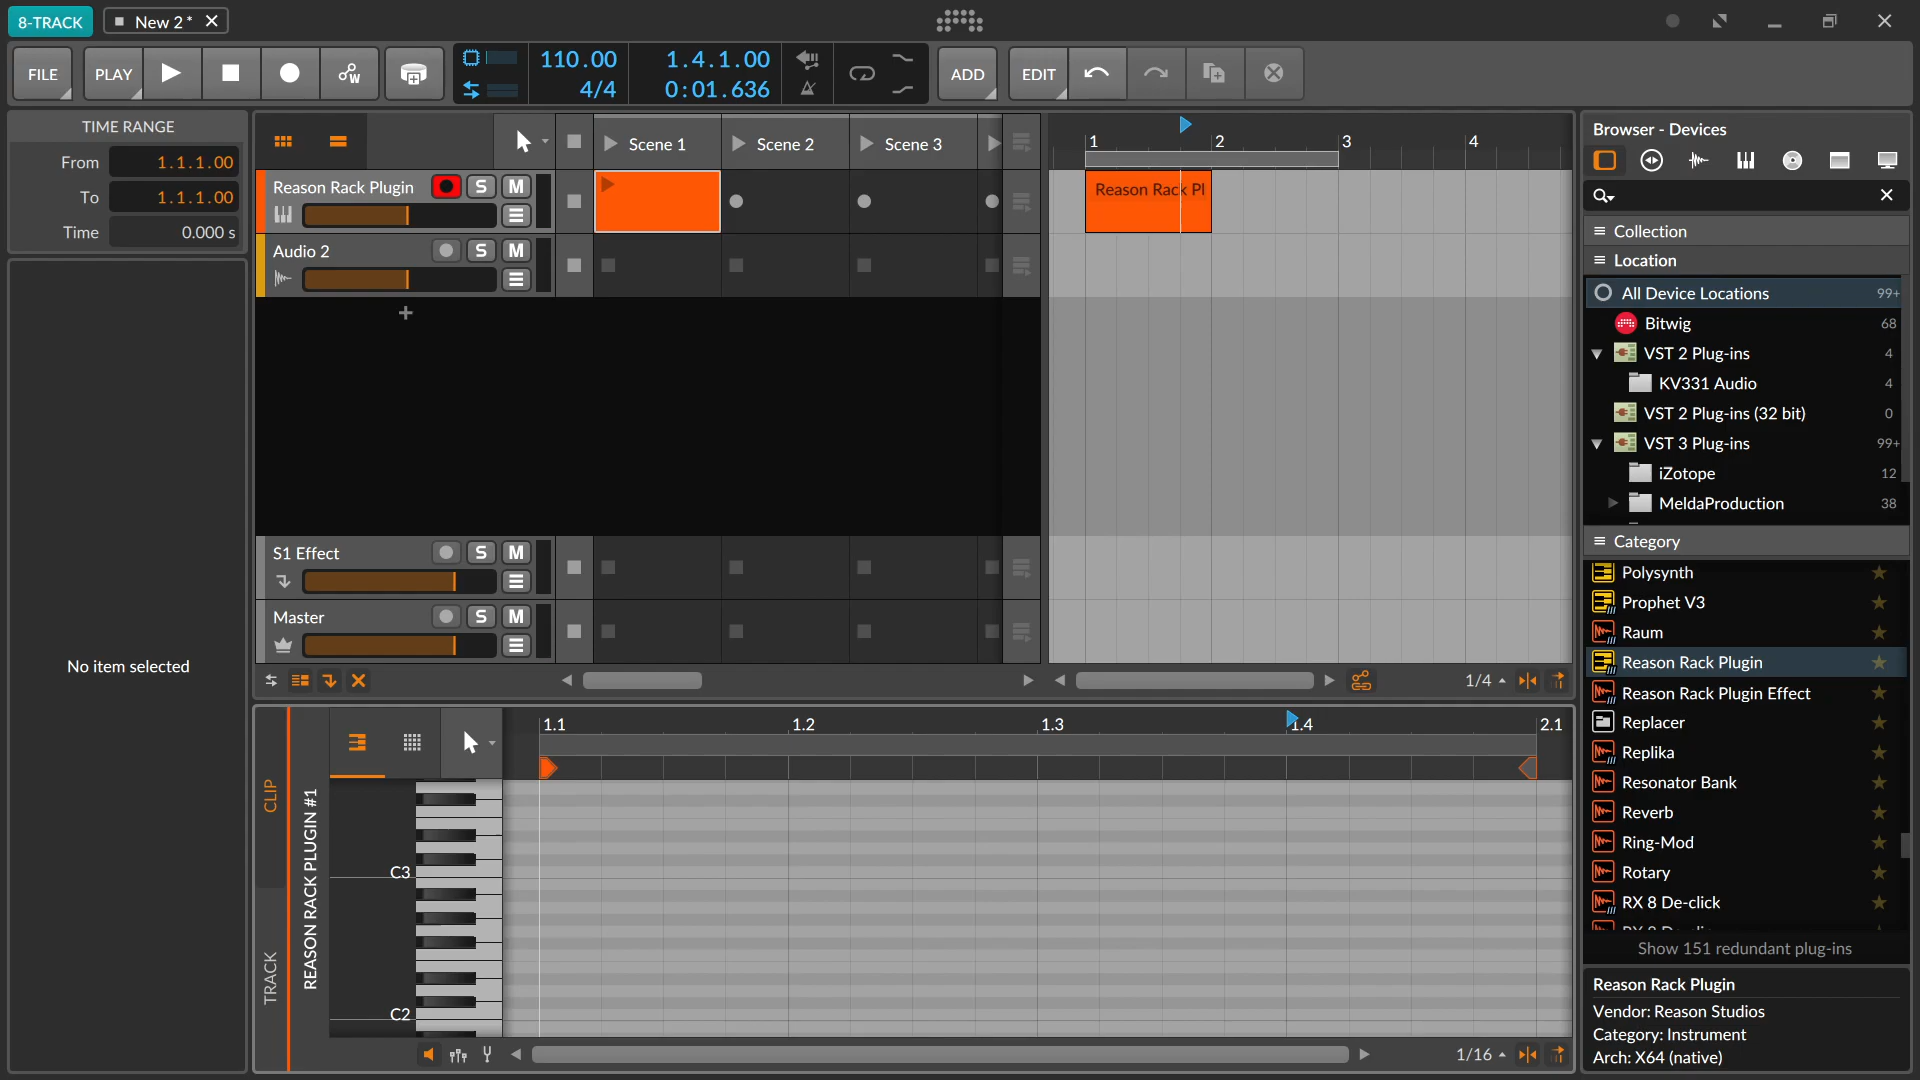 8-TRACK
New 2 *
FILE
PLAY
W
110.00
4/4
1.4.1.00
0:01.636
ADD
EDIT
TIME RANGE
From 1.1.1.00
To 1.1.1.00
Time 0.000 s
No item selected
Scene 1
Scene 2
Scene 3
Reason Rack Plugin
S M
Audio 2
S M
S1 Effect
S M
Master
S M
1 2 3 4
Reason Rack Pl
1/4
CLIP
TRACK
REASON RACK PLUGIN #1
1.1 1.2 1.3 1.4 2.1
C3
C2
1/16
Browser - Devices
Collection
Location
All Device Locations 99+
Bitwig 68
VST 2 Plug-ins 4
KV331 Audio 4
VST 2 Plug-ins (32 bit) 0
VST 3 Plug-ins 99+
iZotope 12
MeldaProduction 38
Category
Polysynth
Prophet V3
Raum
Reason Rack Plugin
Reason Rack Plugin Effect
Replacer
Replika
Resonator Bank
Reverb
Ring-Mod
Rotary
RX 8 De-click
Show 151 redundant plug-ins
Reason Rack Plugin
Vendor: Reason Studios
Category: Instrument
Arch: X64 (native)